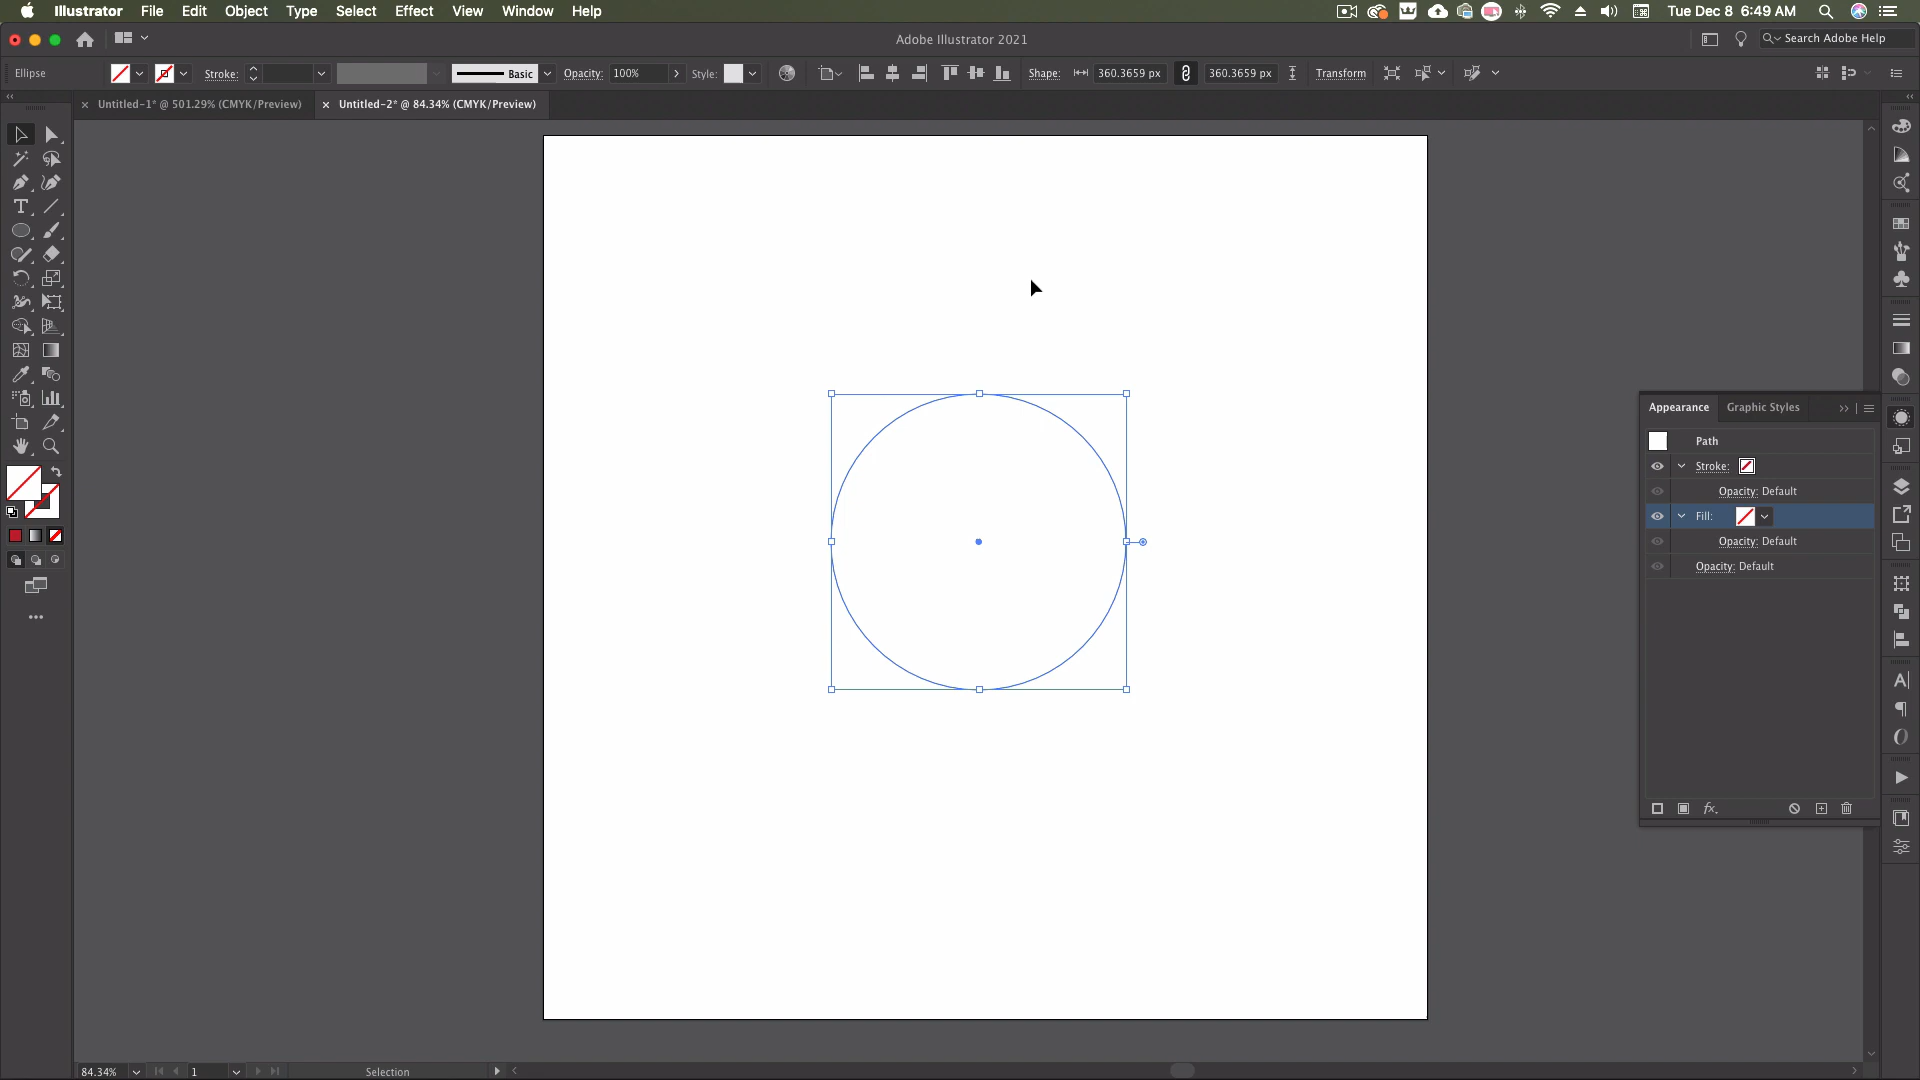 Illustrator File Edit Object Type Select Effect View Window Help Tue Dec 8 6:49 AM
Adobe Illustrator 2021 Search Adobe Help
Ellipse Stroke: Basic Opacity: 100% Style: Shape: 360.3659 px 360.3659 px Transform
Untitled-1* @ 501.29% (CMYK/Preview) Untitled-2* @ 84.34% (CMYK/Preview)
Appearance Graphic Styles
Path
Stroke:
Opacity: Default
Fill:
Opacity: Default
Opacity: Default
fx
84.34% 1 Selection